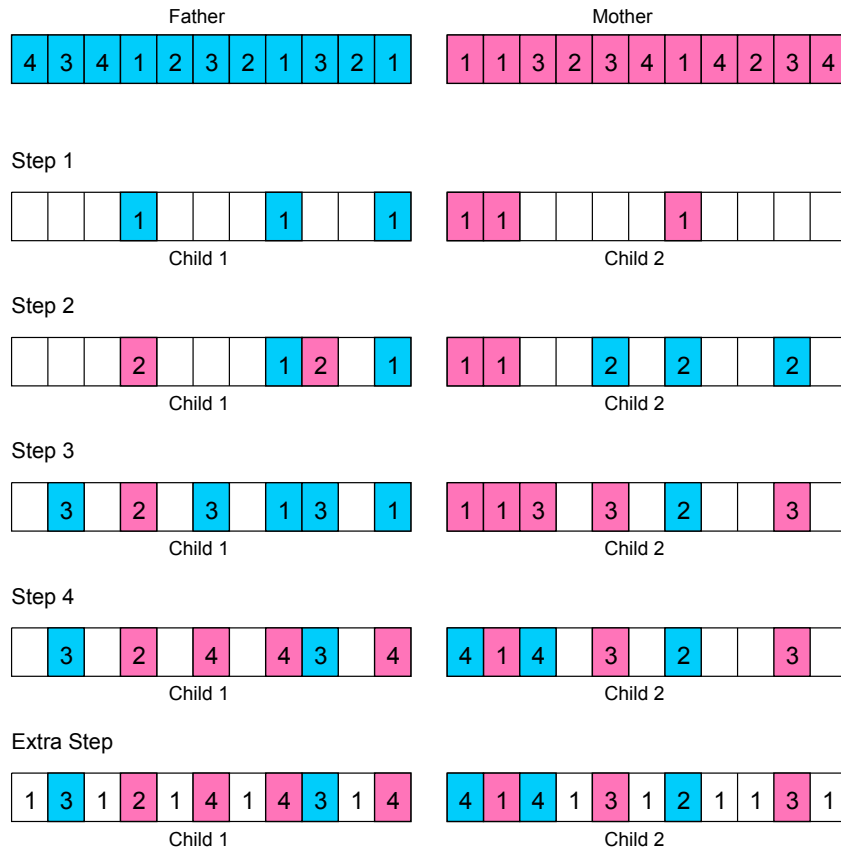 Father Mother
4 3 4 1 2 3 2 1 3 2 1 1 1 3 2 3 4 1 4 2 3 4
Step 1
1 1 1 1 1 1
Child 1 Child 2
Step 2
2 1 2 1 1 1 2 2 2
Child 1 Child 2
Step 3
3 2 3 1 3 1 1 1 3 3 2 3
Child 1 Child 2
Step 4
3 2 4 4 3 4 4 1 4 3 2 3
Child 1 Child 2
Extra Step
1 3 1 2 1 4 1 4 3 1 4 4 1 4 1 3 1 2 1 1 3 1
Child 1 Child 2